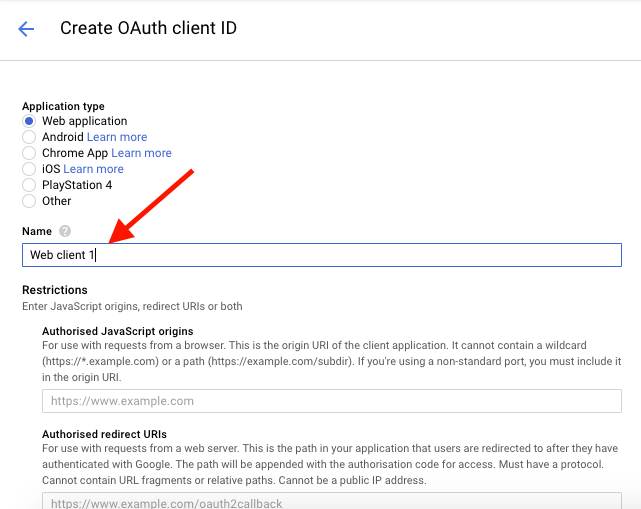 Create OAuth client ID
Application type
Web application
Android Learn more
Chrome App Learn more
iOS Learn more
PlayStation 4
Other
Name ?
Web client 1
Restrictions
Enter JavaScript origins, redirect URIs or both
Authorised JavaScript origins
For use with requests from a browser. This is the origin URI of the client application. It cannot contain a wildcard
(https://*.example.com) or a path (https://example.com/subdir). If you're using a non-standard port, you must include it
in the origin URI.
https://www.example.com
Authorised redirect URIs
For use with requests from a web server. This is the path in your application that users are redirected to after they have
authenticated with Google. The path will be appended with the authorisation code for access. Must have a protocol.
Cannot contain URL fragments or relative paths. Cannot be a public IP address.
https://www.example.com/oauth2callback